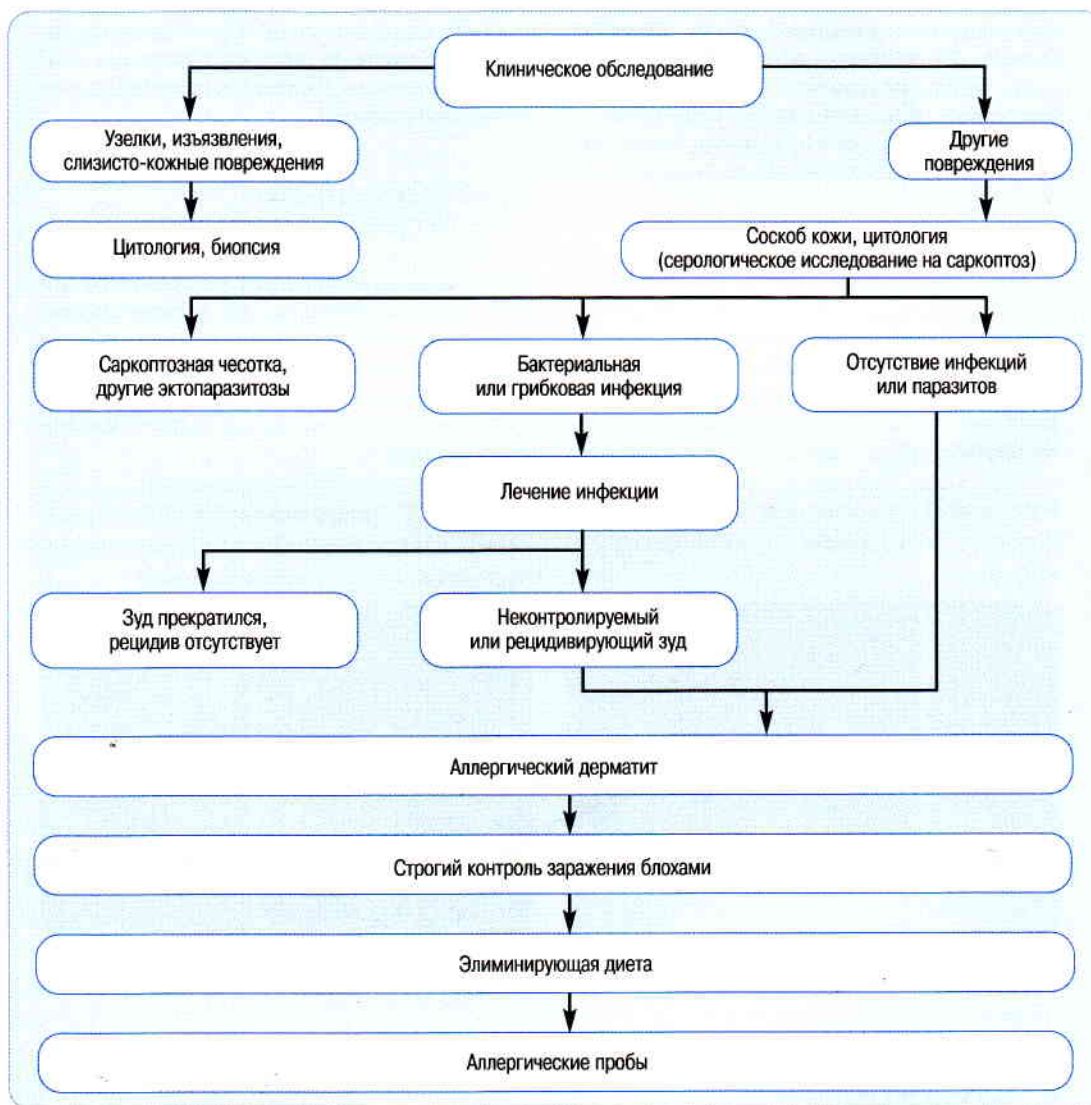 Клиническое обследование
Узелки, изъязвления,
слизисто-кожные повреждения
Другие
повреждения
Цитология, биопсия
Соскоб кожи, цитология
(серологическое исследование на саркоптоз)
Саркоптозная чесотка,
другие эктопаразитозы
Бактериальная
или грибковая инфекция
Отсутствие инфекций
или паразитов
Лечение инфекции
Зуд прекратился,
рецидив отсутствует
Неконтролируемый
или рецидивирующий зуд
Аллергический дерматит
Строгий контроль заражения блохами
Элиминирующая диета
Аллергические пробы